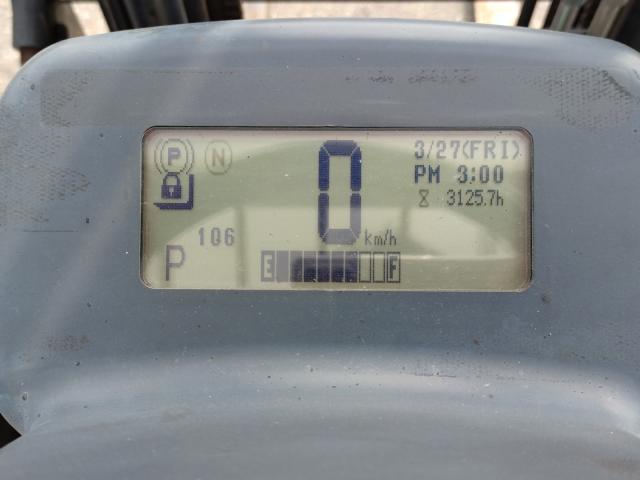 P N
0 km/h
3/27(FRI)
PM 3:00
3125.7h
106
P
E F